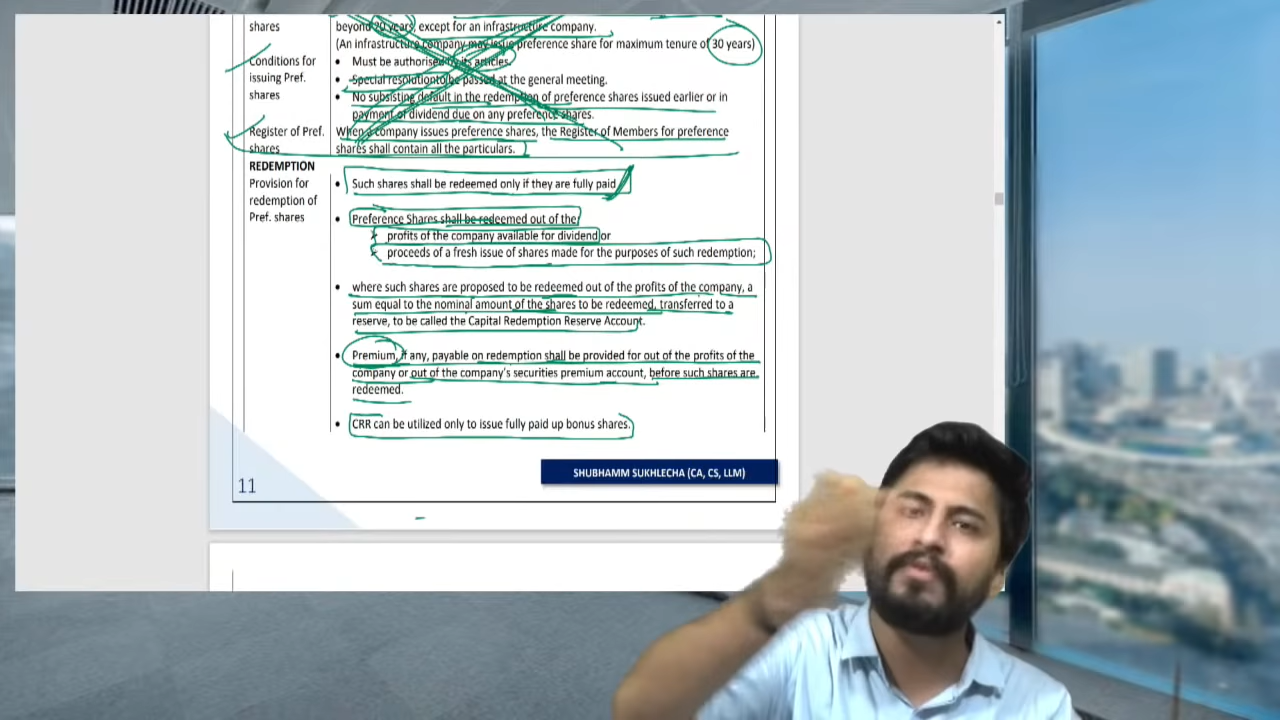 shares
beyond 20 years, except for an infrastructure company.
(An infrastructure company may issue preference share for maximum tenure of 30 years)
Conditions for
issuing Pref.
shares
• Must be authorised by its articles.
• Special resolution to be passed at the general meeting.
• No subsisting default in the redemption of preference shares issued earlier or in
payment of dividend due on any preference shares.
Register of Pref.
shares
When a company issues preference shares, the Register of Members for preference
shares shall contain all the particulars.
REDEMPTION
Provision for
redemption of
Pref. shares
• Such shares shall be redeemed only if they are fully paid
• Preference Shares shall be redeemed out of the
profits of the company available for dividend or
proceeds of a fresh issue of shares made for the purposes of such redemption;
• where such shares are proposed to be redeemed out of the profits of the company, a
sum equal to the nominal amount of the shares to be redeemed, transferred to a
reserve, to be called the Capital Redemption Reserve Account.
• Premium, if any, payable on redemption shall be provided for out of the profits of the
company or out of the company's securities premium account, before such shares are
redeemed.
• CRR can be utilized only to issue fully paid up bonus shares.
SHUBHAMM SUKHLECHA (CA, CS, LLM)
11